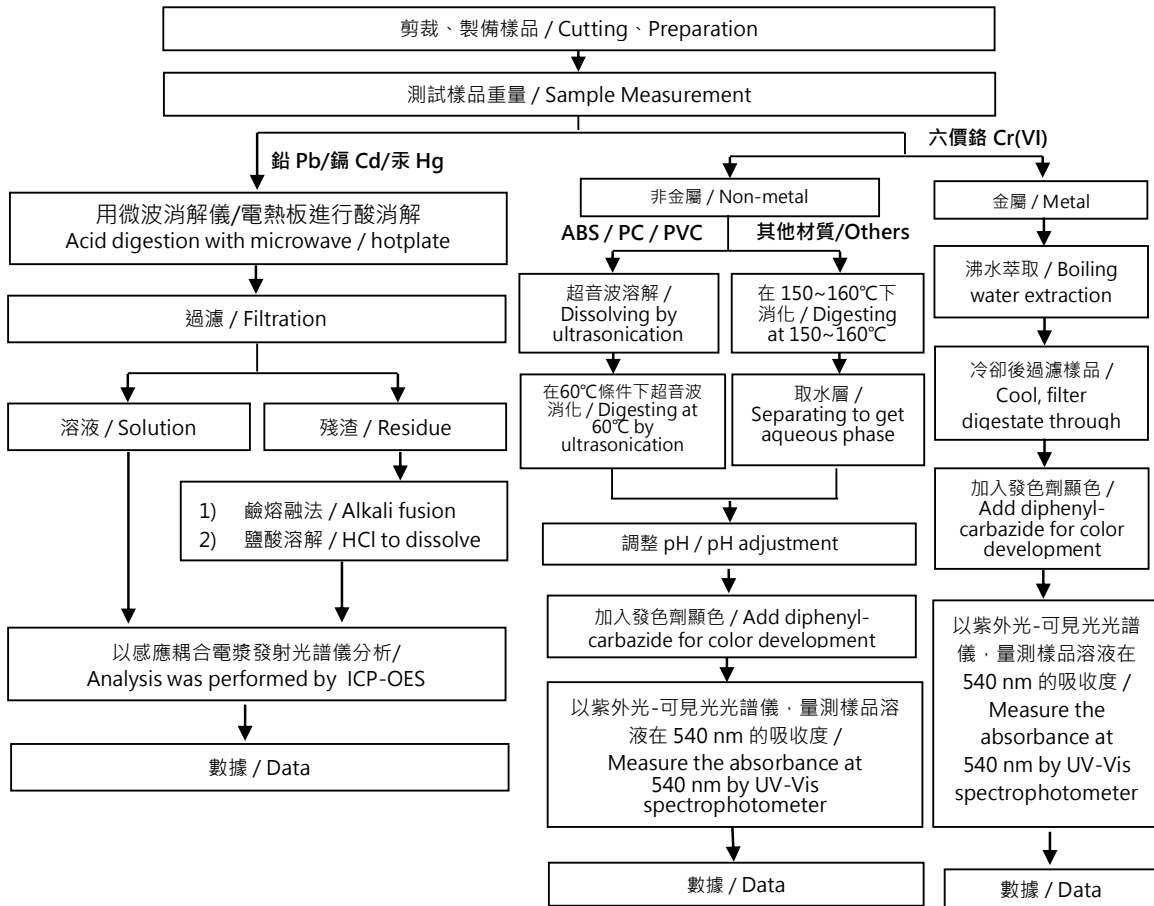 剪裁、製備樣品 / Cutting、Preparation
測試樣品重量 / Sample Measurement
鉛 Pb/鎘 Cd/汞 Hg
六價鉻 Cr(VI)
用微波消解儀/電熱板進行酸消解
Acid digestion with microwave / hotplate
過濾 / Filtration
溶液 / Solution
殘渣 / Residue
1) 鹼熔融法 / Alkali fusion
2) 鹽酸溶解 / HCl to dissolve
以感應耦合電漿發射光譜儀分析/
Analysis was performed by ICP-OES
數據 / Data
非金屬 / Non-metal
ABS / PC / PVC
其他材質/Others
超音波溶解 /
Dissolving by
ultrasonication
在 150~160℃下
消化 / Digesting
at 150~160℃
在60℃條件下超音波
消化 / Digesting at
60℃ by
ultrasonication
取水層 /
Separating to get
aqueous phase
調整 pH / pH adjustment
加入發色劑顯色 / Add diphenyl-
carbazide for color development
以紫外光-可見光光譜儀，量測樣品溶
液在 540 nm 的吸收度 /
Measure the absorbance at
540 nm by UV-Vis
spectrophotometer
數據 / Data
金屬 / Metal
沸水萃取 / Boiling
water extraction
冷卻後過濾樣品 /
Cool, filter
digestate through
加入發色劑顯色 /
Add diphenyl-
carbazide for color
development
以紫外光-可見光光譜
儀，量測樣品溶液在
540 nm 的吸收度 /
Measure the
absorbance at
540 nm by UV-Vis
spectrophotometer
數據 / Data